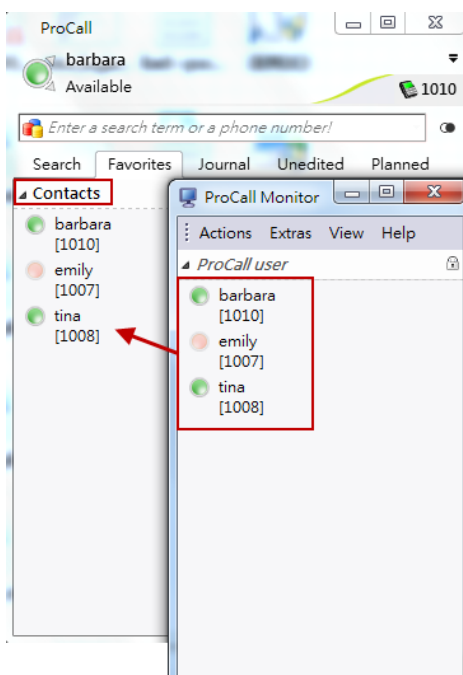 ProCall
barbara
Available
1010
Enter a search term or a phone number!
Search Favorites Journal Unedited Planned
Contacts
barbara
[1010]
emily
[1007]
tina
[1008]
ProCall Monitor
Actions Extras View Help
ProCall user
barbara
[1010]
emily
[1007]
tina
[1008]